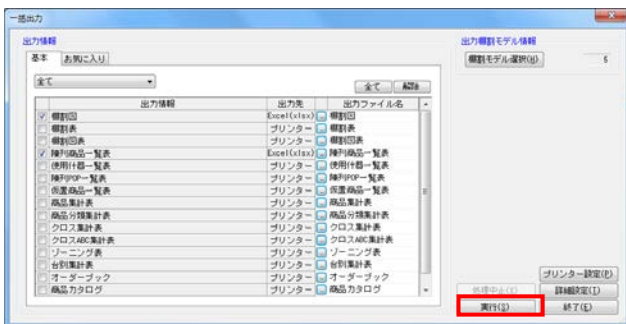 一括出力
出力情報
出力棚割モデル情報
基本 お気に入り
棚割モデル選択(H) 6
全て 全て 解除
出力情報 出力先 出力ファイル名
棚割図 Excel(xlsx) 棚割図
棚割表 プリンター 棚割表
棚割図表 プリンター 棚割図表
陳列商品一覧表 Excel(xlsx) 陳列商品一覧表
使用什器一覧表 プリンター 使用什器一覧表
陳列POP一覧表 プリンター 陳列POP一覧表
仮置商品一覧表 プリンター 仮置商品一覧表
商品集計表 プリンター 商品集計表
商品分類集計表 プリンター 商品分類集計表
クロス集計表 プリンター クロス集計表
クロスABC集計表 プリンター クロスABC集計表
ゾーニング表 プリンター ゾーニング表
台別集計表 プリンター 台別集計表
オーダーブック プリンター オーダーブック
商品カタログ プリンター 商品カタログ
プリンター設定(P)
処理中止(X) 詳細設定(I)
実行(S) 終了(E)